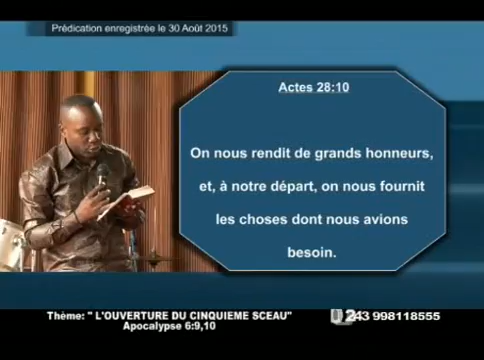 Prédication enregistrée le 30 Août 2015
Actes 28:10
On nous rendit de grands honneurs,
et, à notre départ, on nous fournit
les choses dont nous avions
besoin.
Thème: " L'OUVERTURE DU CINQUIEME SCEAU"
Apocalypse 6:9,10
243 998118555